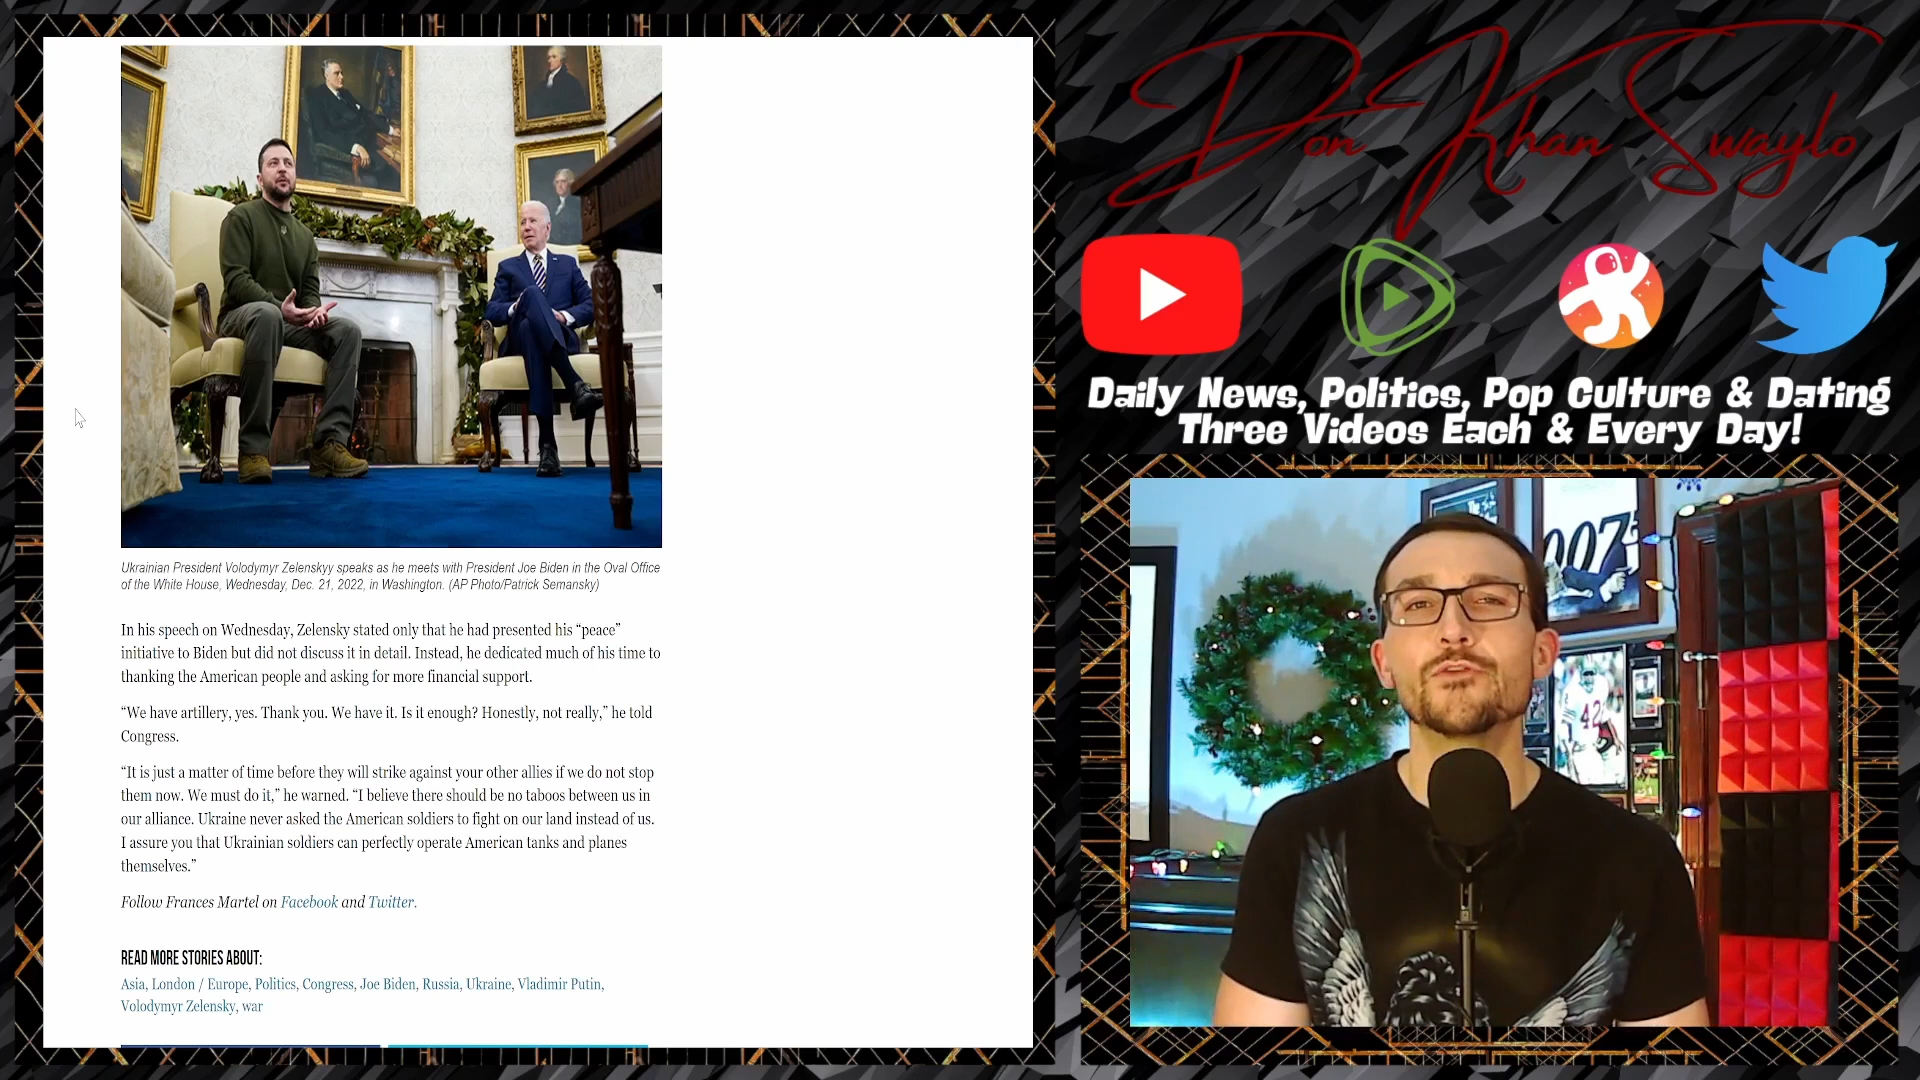 Ukrainian President Volodymyr Zelenskyy speaks as he meets with President Joe Biden in the Oval Office
of the White House, Wednesday, Dec. 21, 2022, in Washington. (AP Photo/Patrick Semansky)
In his speech on Wednesday, Zelensky stated only that he had presented his “peace”
initiative to Biden but did not discuss it in detail. Instead, he dedicated much of his time to
thanking the American people and asking for more financial support.
“We have artillery, yes. Thank you. We have it. Is it enough? Honestly, not really,” he told
Congress.
“It is just a matter of time before they will strike against your other allies if we do not stop
them now. We must do it,” he warned. “I believe there should be no taboos between us in
our alliance. Ukraine never asked the American soldiers to fight on our land instead of us.
I assure you that Ukrainian soldiers can perfectly operate American tanks and planes
themselves.”
Follow Frances Martel on Facebook and Twitter.
READ MORE STORIES ABOUT:
Asia, London / Europe, Politics, Congress, Joe Biden, Russia, Ukraine, Vladimir Putin,
Volodymyr Zelensky, war
Don Khan Swaylo
Daily News, Politics, Pop Culture & Dating
Three Videos Each & Every Day!
007
42